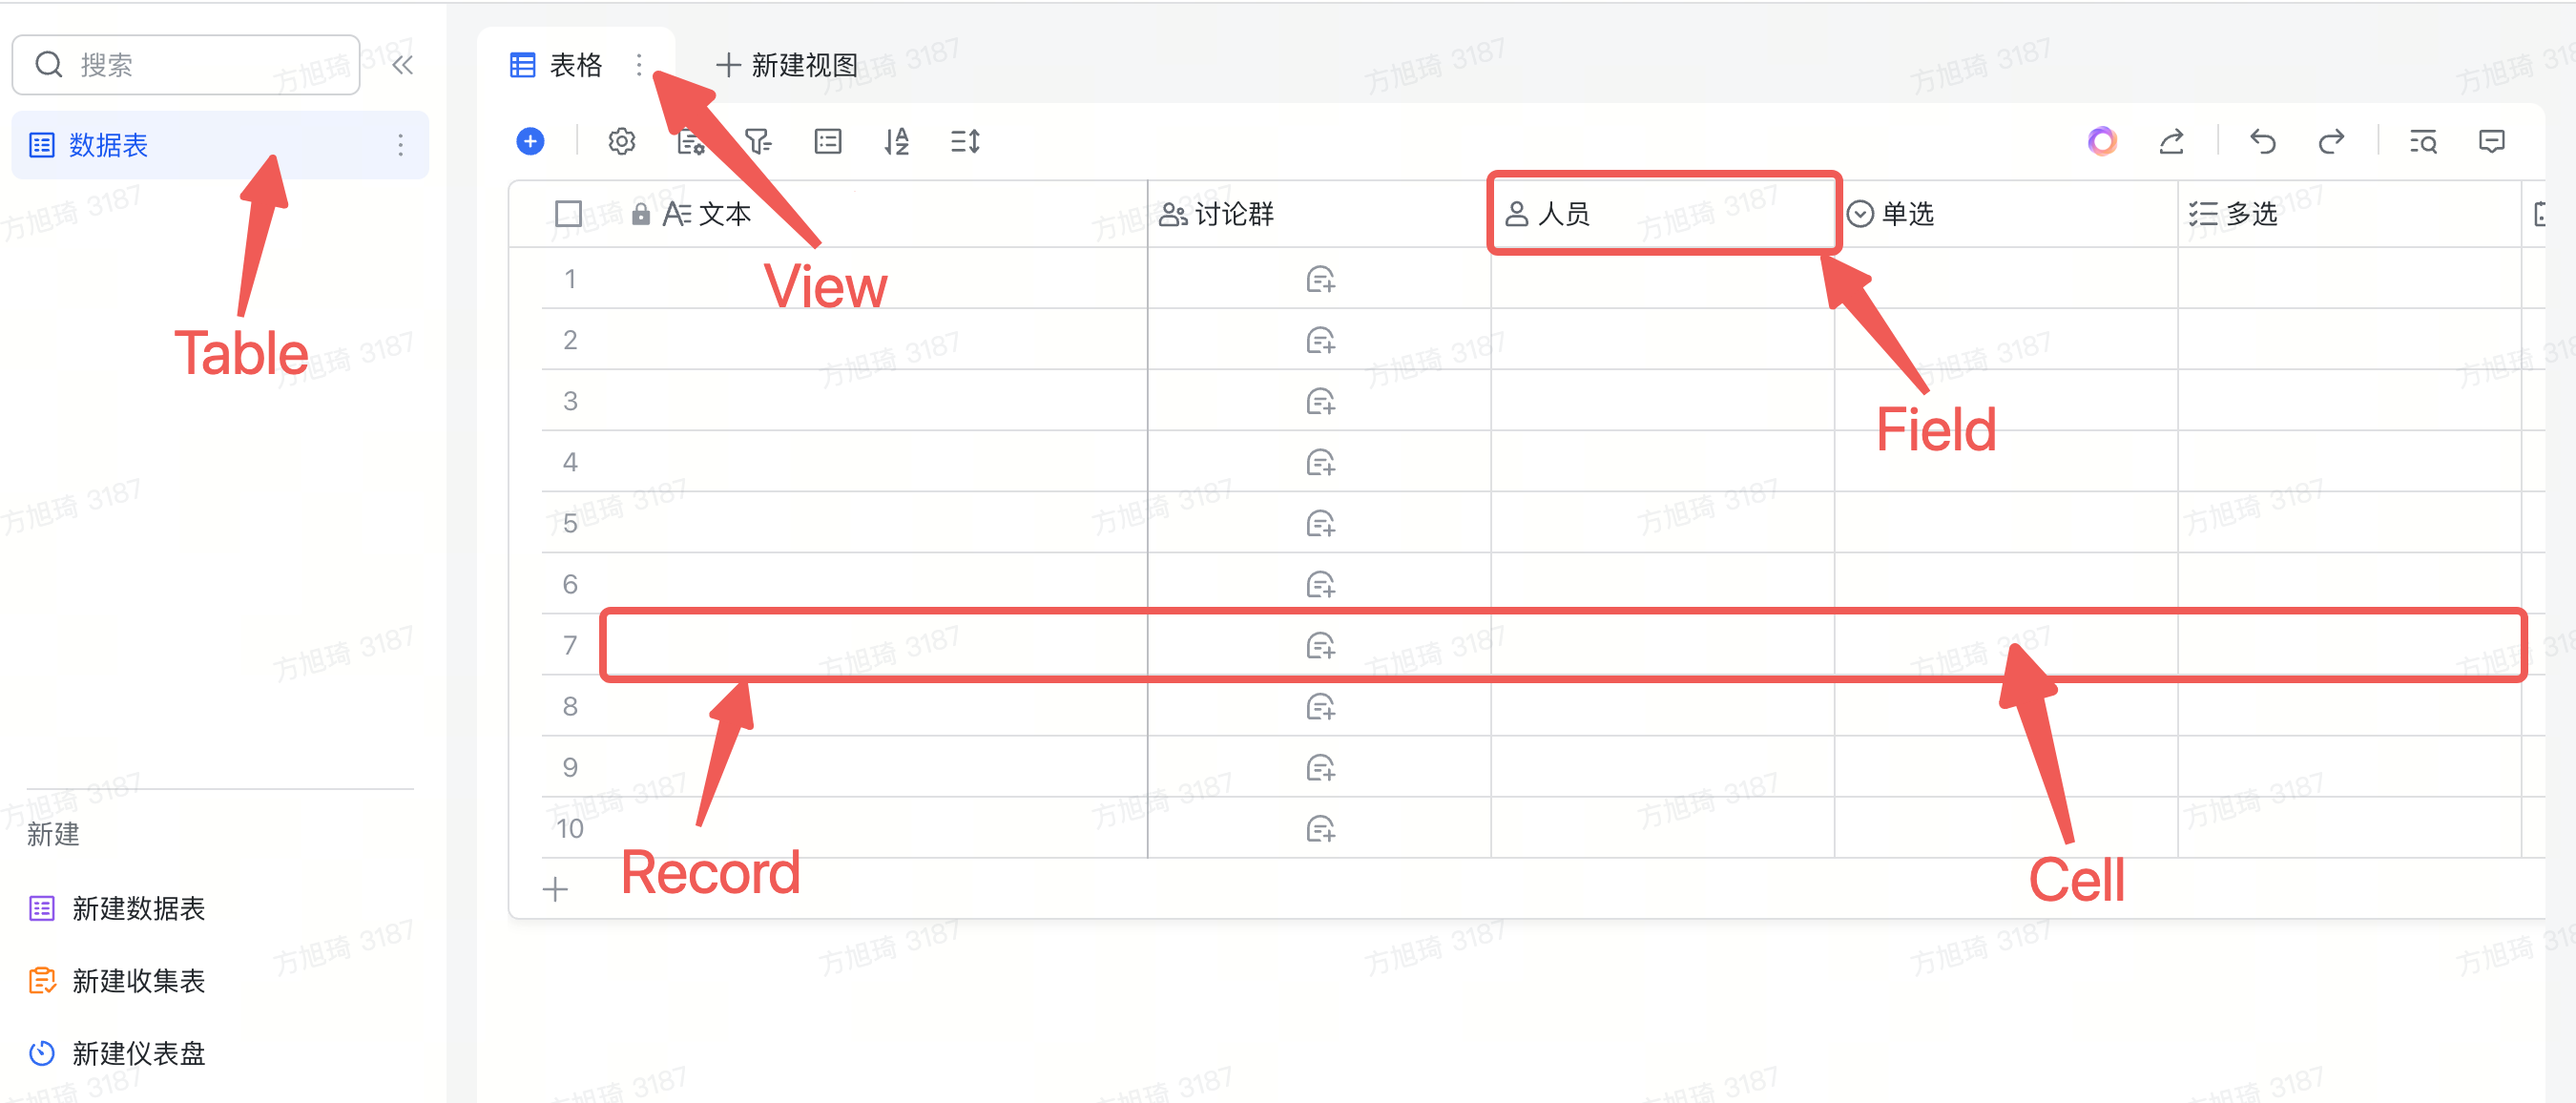 搜索
表格
新建视图
数据表
文本
讨论群
人员
单选
多选
View
1
2
Table
3
Field
4
5
6
7
8
9
10
Record
Cell
新建
新建数据表
新建收集表
新建仪表盘
方旭琦 3187